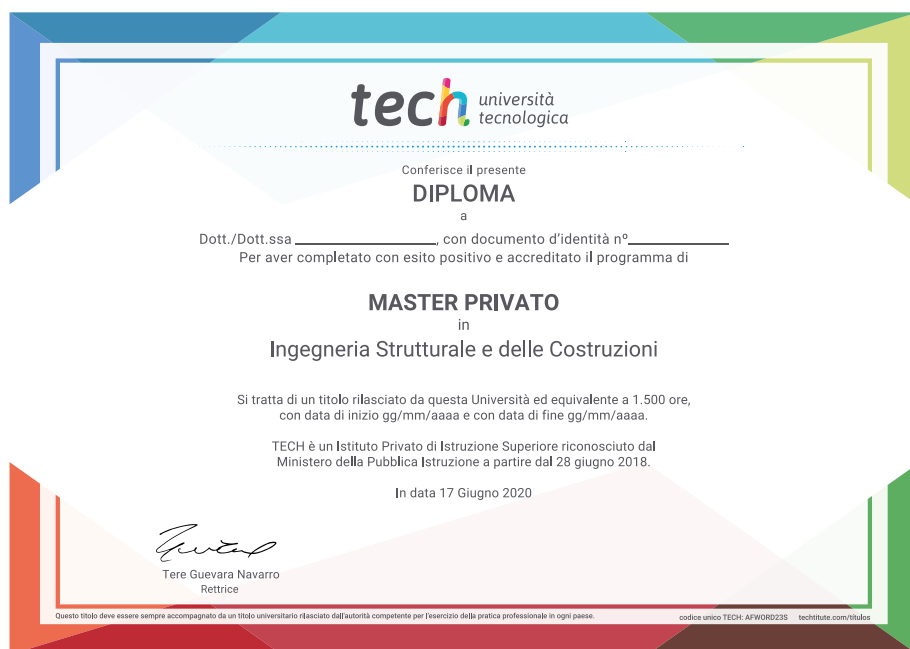 tech università
tecnologica
Conferisce il presente
DIPLOMA
a
Dott./Dott.ssa ____________________, con documento d'identità nº______________
Per aver completato con esito positivo e accreditato il programma di
MASTER PRIVATO
in
Ingegneria Strutturale e delle Costruzioni
Si tratta di un titolo rilasciato da questa Università ed equivalente a 1.500 ore,
con data di inizio gg/mm/aaaa e con data di fine gg/mm/aaaa.
TECH è un Istituto Privato di Istruzione Superiore riconosciuto dal
Ministero della Pubblica Istruzione a partire dal 28 giugno 2018.
In data 17 Giugno 2020
Tere Guevara Navarro
Rettrice
Questo titolo deve essere sempre accompagnato da un titolo universitario rilasciato dall'autorità competente per l'esercizio della pratica professionale in ogni paese. codice unico TECH: AFWORD23S techtitute.com/titulos